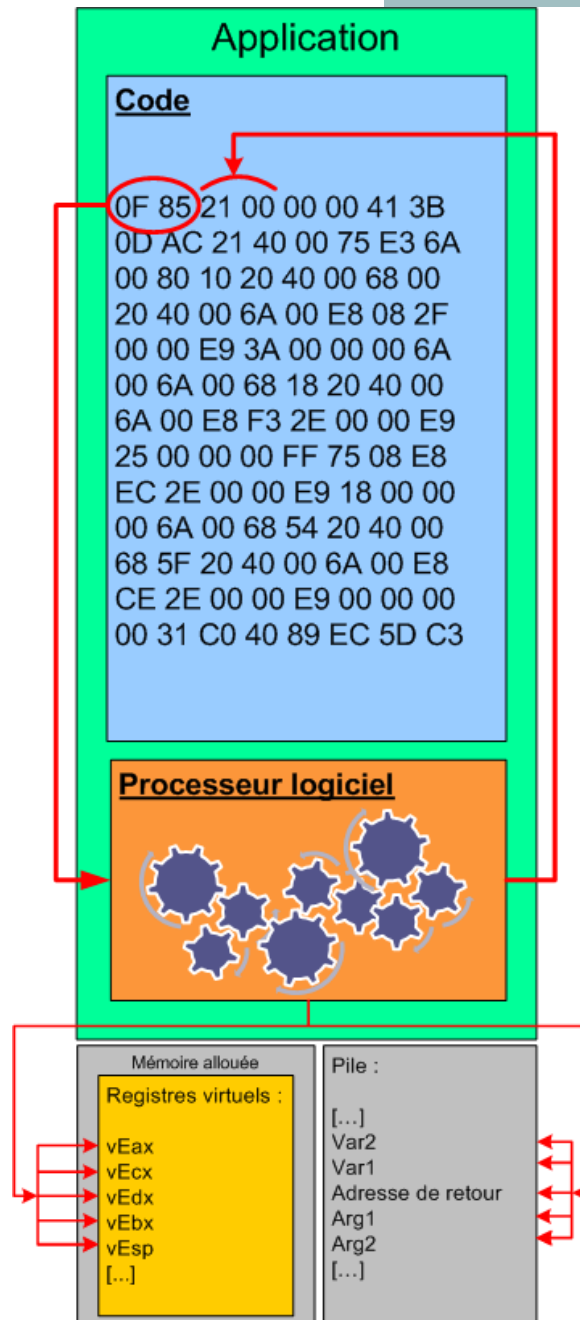 Application
Code
0F 85 21 00 00 00 41 3B
0D AC 21 40 00 75 E3 6A
00 80 10 20 40 00 68 00
20 40 00 6A 00 E8 08 2F
00 00 E9 3A 00 00 00 6A
00 6A 00 68 18 20 40 00
6A 00 E8 F3 2E 00 00 E9
25 00 00 00 FF 75 08 E8
EC 2E 00 00 E9 18 00 00
00 6A 00 68 54 20 40 00
68 5F 20 40 00 6A 00 E8
CE 2E 00 00 E9 00 00 00
00 31 C0 40 89 EC 5D C3
Processeur logiciel
Mémoire allouée
Registres virtuels :
vEax
vEcx
vEdx
vEbx
vEsp
[...]
Pile :
[...]
Var2
Var1
Adresse de retour
Arg1
Arg2
[...]